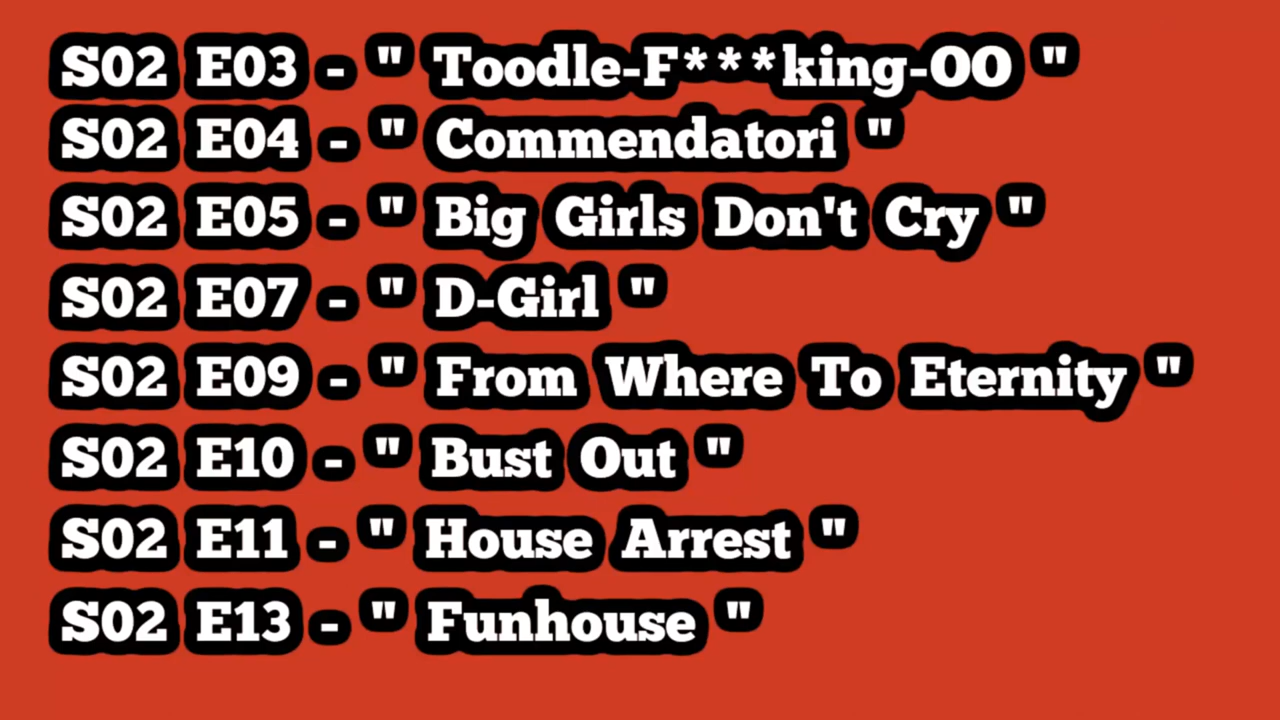 S02 E03 - " Toodle-F***king-OO "
S02 E04 - " Commendatori "
S02 E05 - " Big Girls Don't Cry "
S02 E07 - " D-Girl "
S02 E09 - " From Where To Eternity "
S02 E10 - " Bust Out "
S02 E11 - " House Arrest "
S02 E13 - " Funhouse "